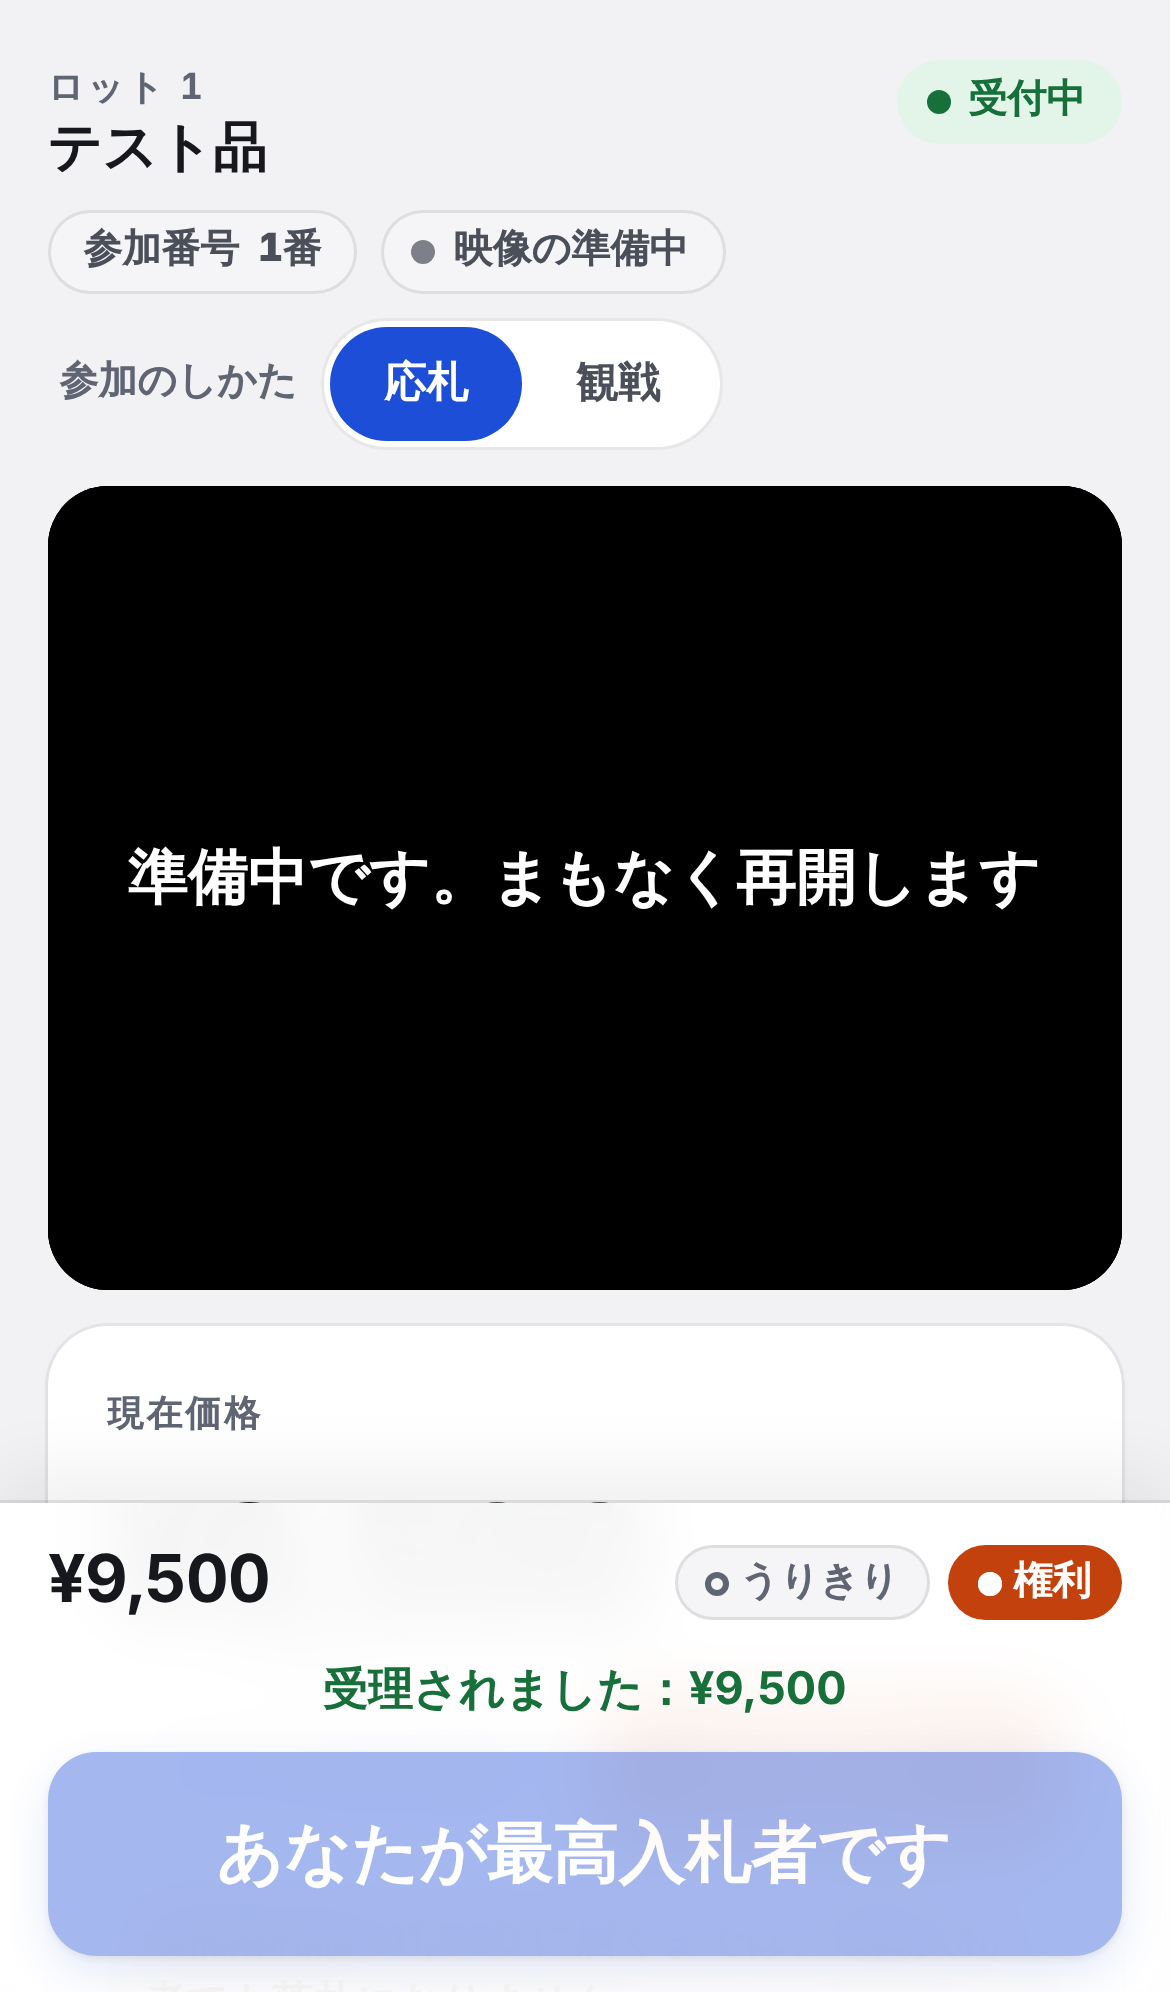 ロット 1
受付中
テスト品
参加番号 1番
映像の準備中
参加のしかた
応札
観戦
準備中です。まもなく再開します
現在価格
¥9,500
うりきり
権利
受理されました：¥9,500
あなたが最高入札者です